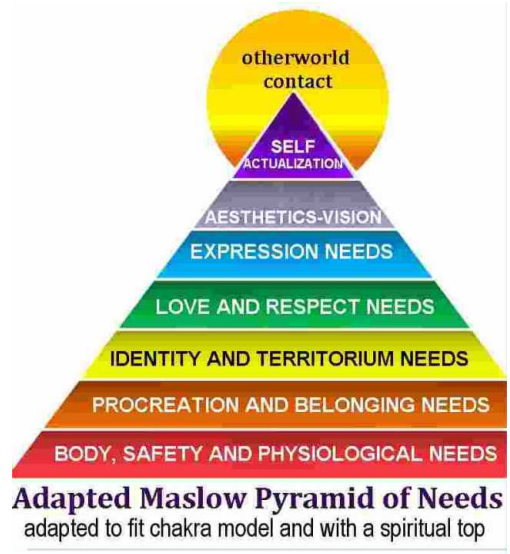 otherworld
contact
SELF
ACTUALIZATION
AESTHETICS-VISION
EXPRESSION NEEDS
LOVE AND RESPECT NEEDS
IDENTITY AND TERRITORIUM NEEDS
PROCREATION AND BELONGING NEEDS
BODY, SAFETY AND PHYSIOLOGICAL NEEDS
Adapted Maslow Pyramid of Needs
adapted to fit chakra model and with a spiritual top